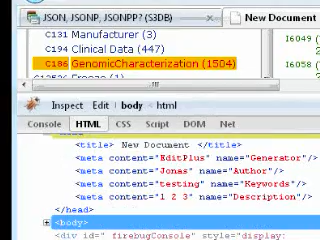 JSON, JSONP, JSONPP? (S3DB)
New Document
C131 Manufacturer (3)
C194 Clinical Data (447)
C186 GenomicCharacterization (1504)
I6049
I6058
Inspect Edit body < html
Console HTML CSS Script DOM Net
<title> New Document </title>
<meta content="EditPlus" name="Generator"/>
<meta content="Jonas" name="Author"/>
<meta content="testing" name="Keywords"/>
<meta content="1 2 3" name="Description"/>
</head>
<body>
<div id="_firebugConsole" style="display: